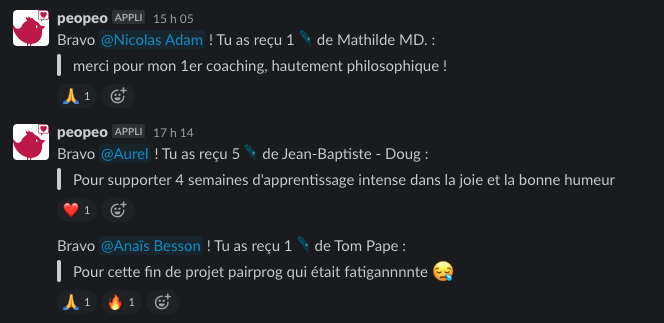 peopeo APPLI 15 h 05
Bravo @Nicolas Adam ! Tu as reçu 1 de Mathilde MD. :
merci pour mon 1er coaching, hautement philosophique !
🙏 1
peopeo APPLI 17 h 14
Bravo @Aurel ! Tu as reçu 5 de Jean-Baptiste - Doug :
Pour supporter 4 semaines d'apprentissage intense dans la joie et la bonne humeur
❤️ 1
Bravo @Anaïs Besson ! Tu as reçu 1 de Tom Pape :
Pour cette fin de projet pairprog qui était fatigannnnte 😪
🙏 1 🔥 1